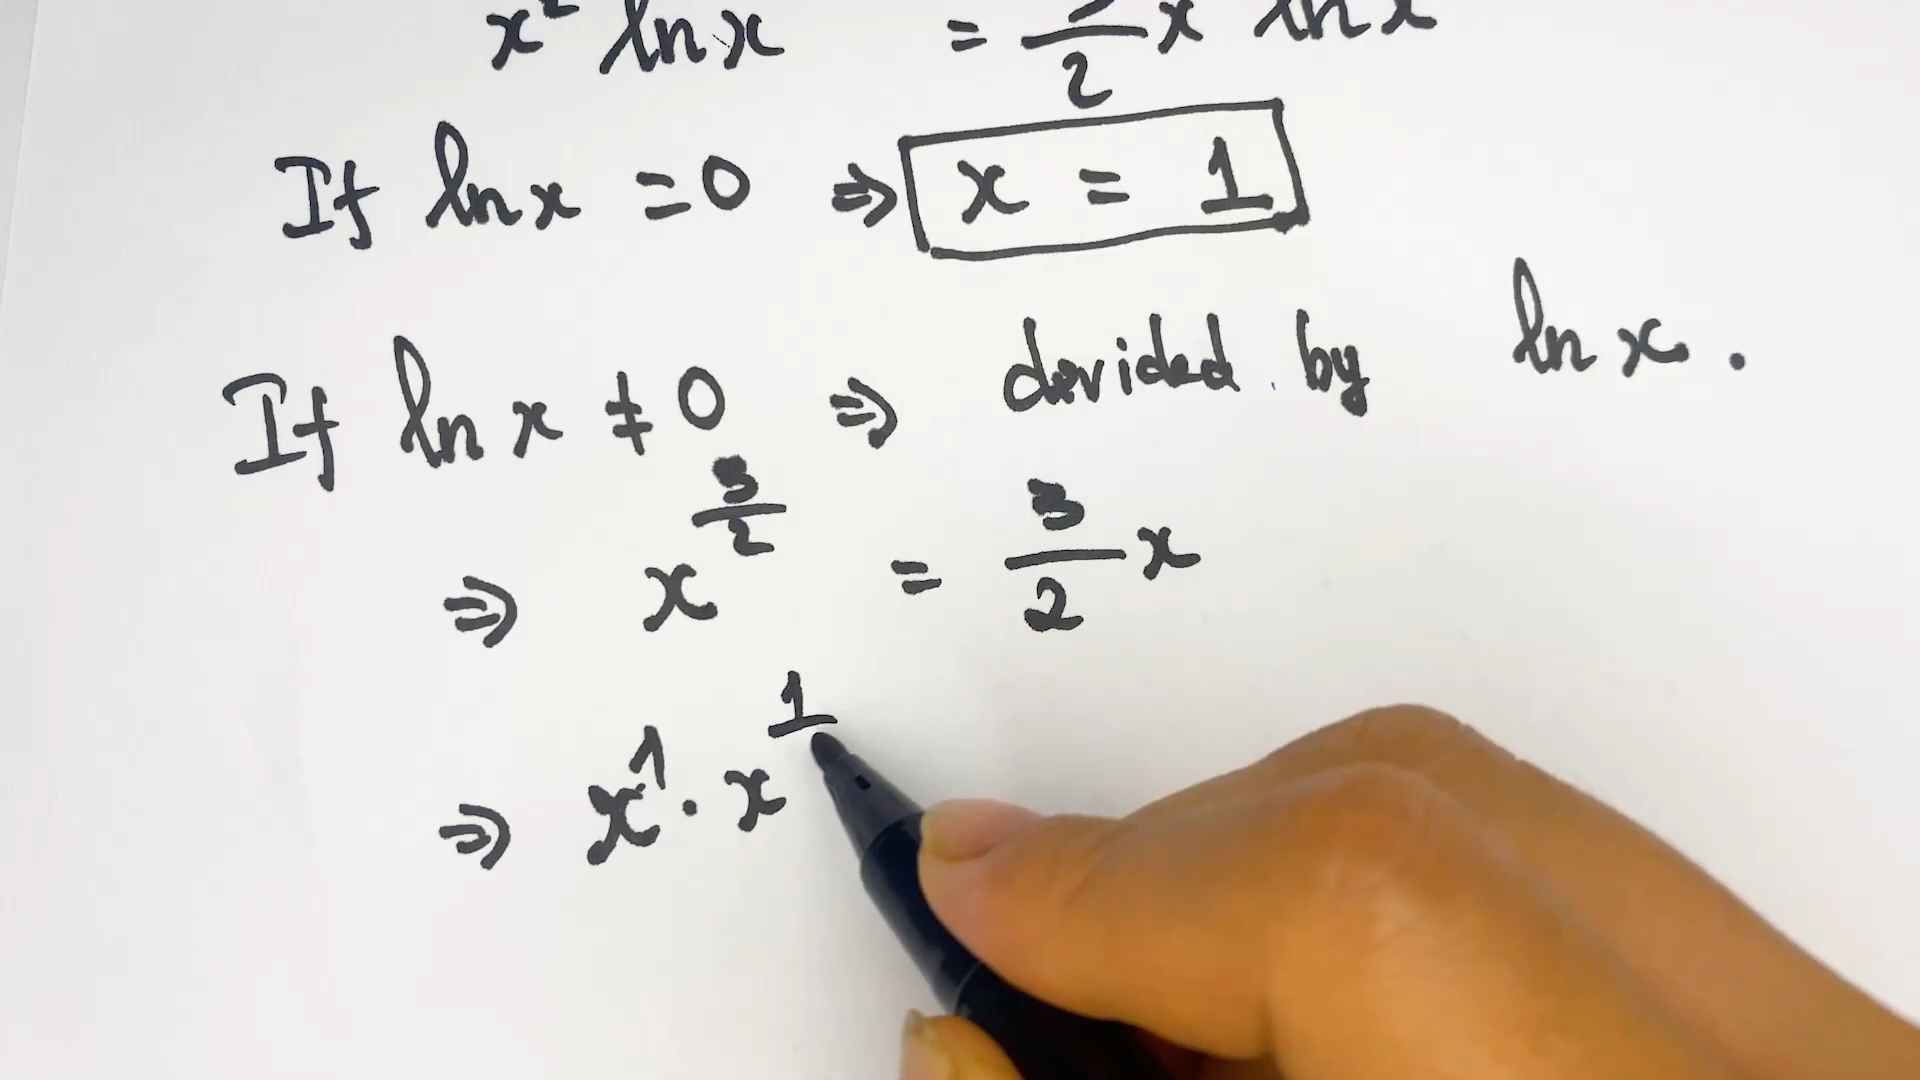 x² ln x = 3/2 x ln x
If ln x = 0 ⇒ x = 1
If ln x ≠ 0 ⇒ devided by ln x.
⇒ x^(3/2) = 3/2 x
⇒ x^1 · x^(1/